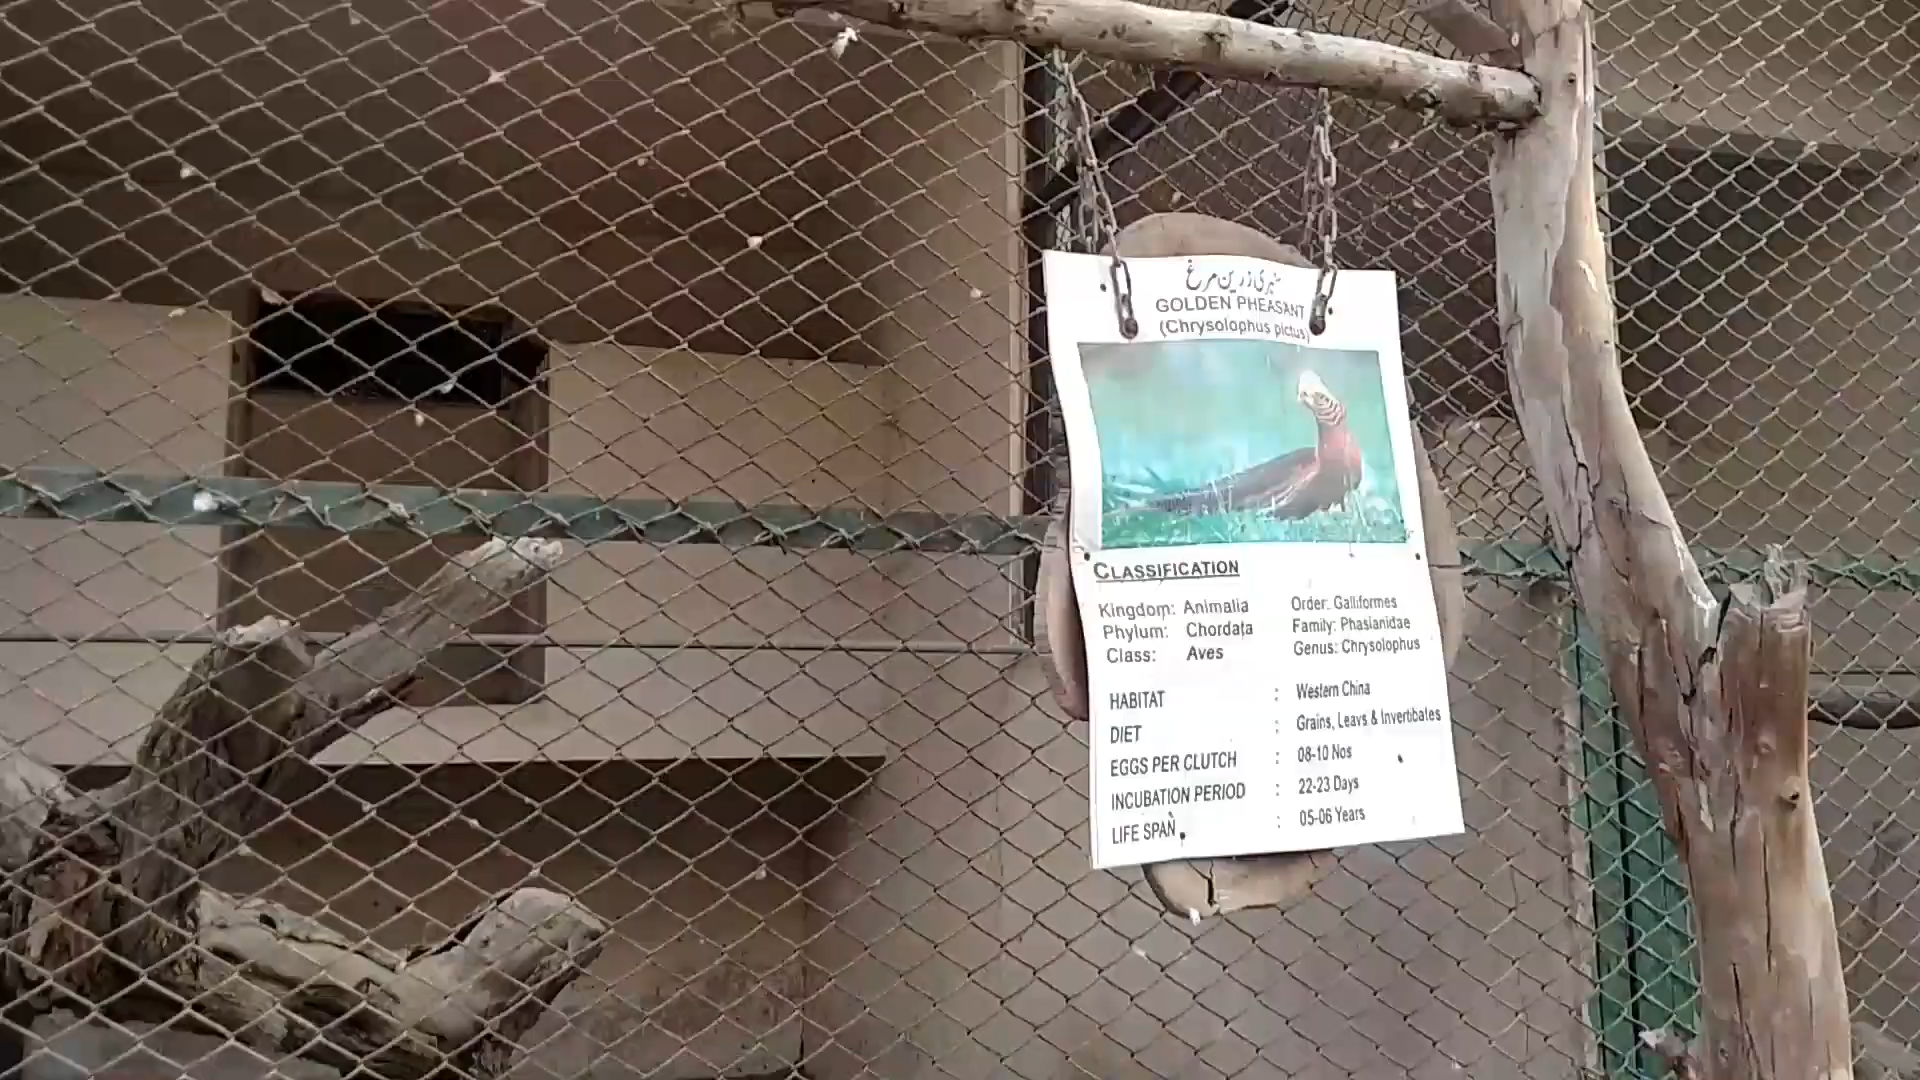 سنہری زرین مرغ
GOLDEN PHEASANT
(Chrysolophus pictus)
CLASSIFICATION
Kingdom: Animalia Order: Galliformes
Phylum: Chordata Family: Phasianidae
Class: Aves Genus: Chrysolophus
HABITAT : Western China
DIET : Grains, Leavs & Invertibales
EGGS PER CLUTCH : 08-10 Nos
INCUBATION PERIOD : 22-23 Days
LIFE SPAN : 05-06 Years